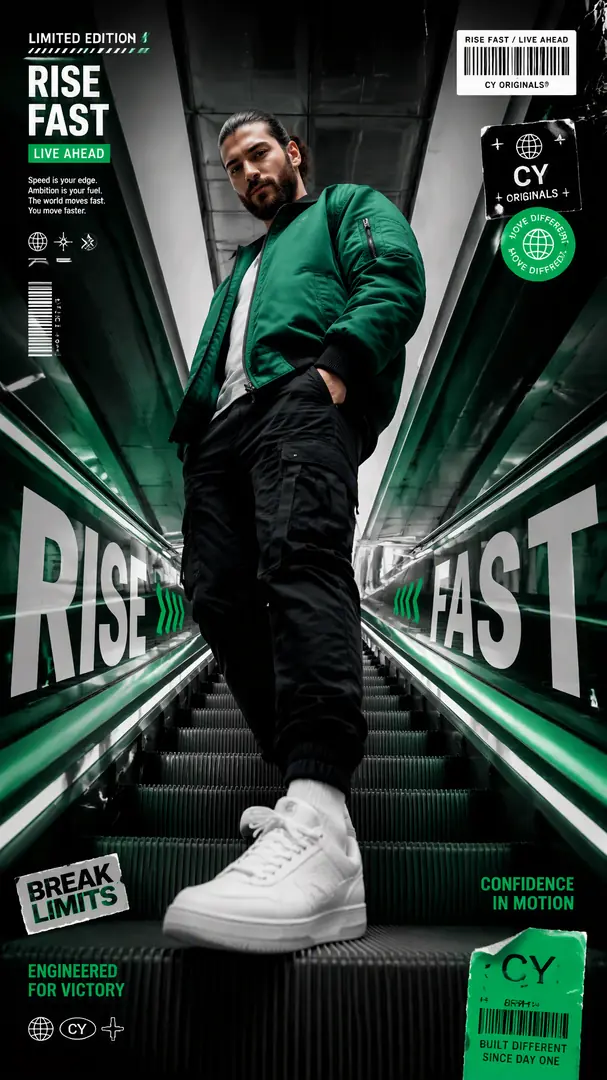 LIMITED EDITION
RISE
FAST
LIVE AHEAD
Speed is your edge.
Ambition is your fuel.
The world moves fast.
You move faster.
RISE FAST / LIVE AHEAD
CY ORIGINALS®
CY
ORIGINALS
MOVE DIFFERENT
MOVE DIFFREDT
RISE
FAST
BREAK
LIMITS
CONFIDENCE
IN MOTION
ENGINEERED
FOR VICTORY
CY
CY
BUILT DIFFERENT
SINCE DAY ONE